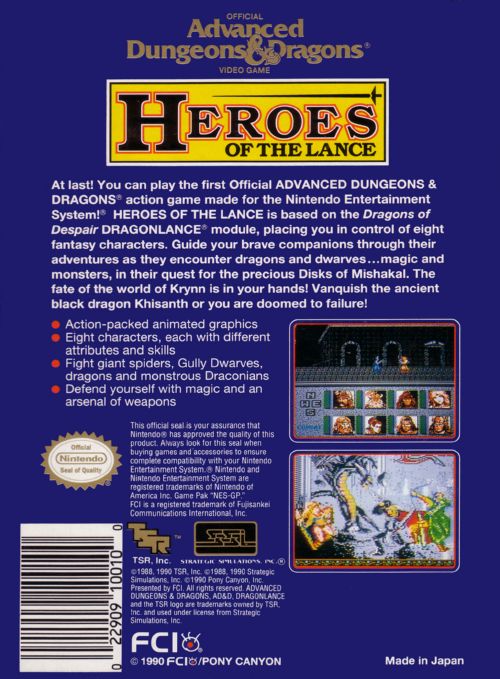 OFFICIAL
Advanced
Dungeons & Dragons®
VIDEO GAME
HEROES
OF THE LANCE
At last! You can play the first Official ADVANCED DUNGEONS &
DRAGONS® action game made for the Nintendo Entertainment
System!® HEROES OF THE LANCE is based on the Dragons of
Despair DRAGONLANCE® module, placing you in control of eight
fantasy characters. Guide your brave companions through their
adventures as they encounter dragons and dwarves...magic and
monsters, in their quest for the precious Disks of Mishakal. The
fate of the world of Krynn is in your hands! Vanquish the ancient
black dragon Khisanth or you are doomed to failure!
● Action-packed animated graphics
● Eight characters, each with different
attributes and skills
● Fight giant spiders, Gully Dwarves,
dragons and monstrous Draconians
● Defend yourself with magic and an
arsenal of weapons
N
W E
S
COMBAT
Official
Nintendo®
Seal of Quality
This official seal is your assurance that
Nintendo® has approved the quality of this
product. Always look for this seal when
buying games and accessories to ensure
complete compatibility with your Nintendo
Entertainment System.® Nintendo and
Nintendo Entertainment System are
registered trademarks of Nintendo of
America Inc. Game Pak "NES-GP."
FCI is a registered trademark of Fujisankei
Communications International, Inc.
TSR™
TSR, Inc.
SSI
STRATEGIC SIMULATIONS, INC.®
©1988, 1990 TSR, Inc. ©1988, 1990 Strategic
Simulations, Inc. ©1990 Pony Canyon, Inc.
Presented by FCI. All rights reserved. ADVANCED
DUNGEONS & DRAGONS, AD&D, DRAGONLANCE
and the TSR logo are trademarks owned by TSR,
Inc. and used under license from Strategic
Simulations, Inc.
0 22909 10010 0
FCI
© 1990 FCI®/PONY CANYON
Made in Japan